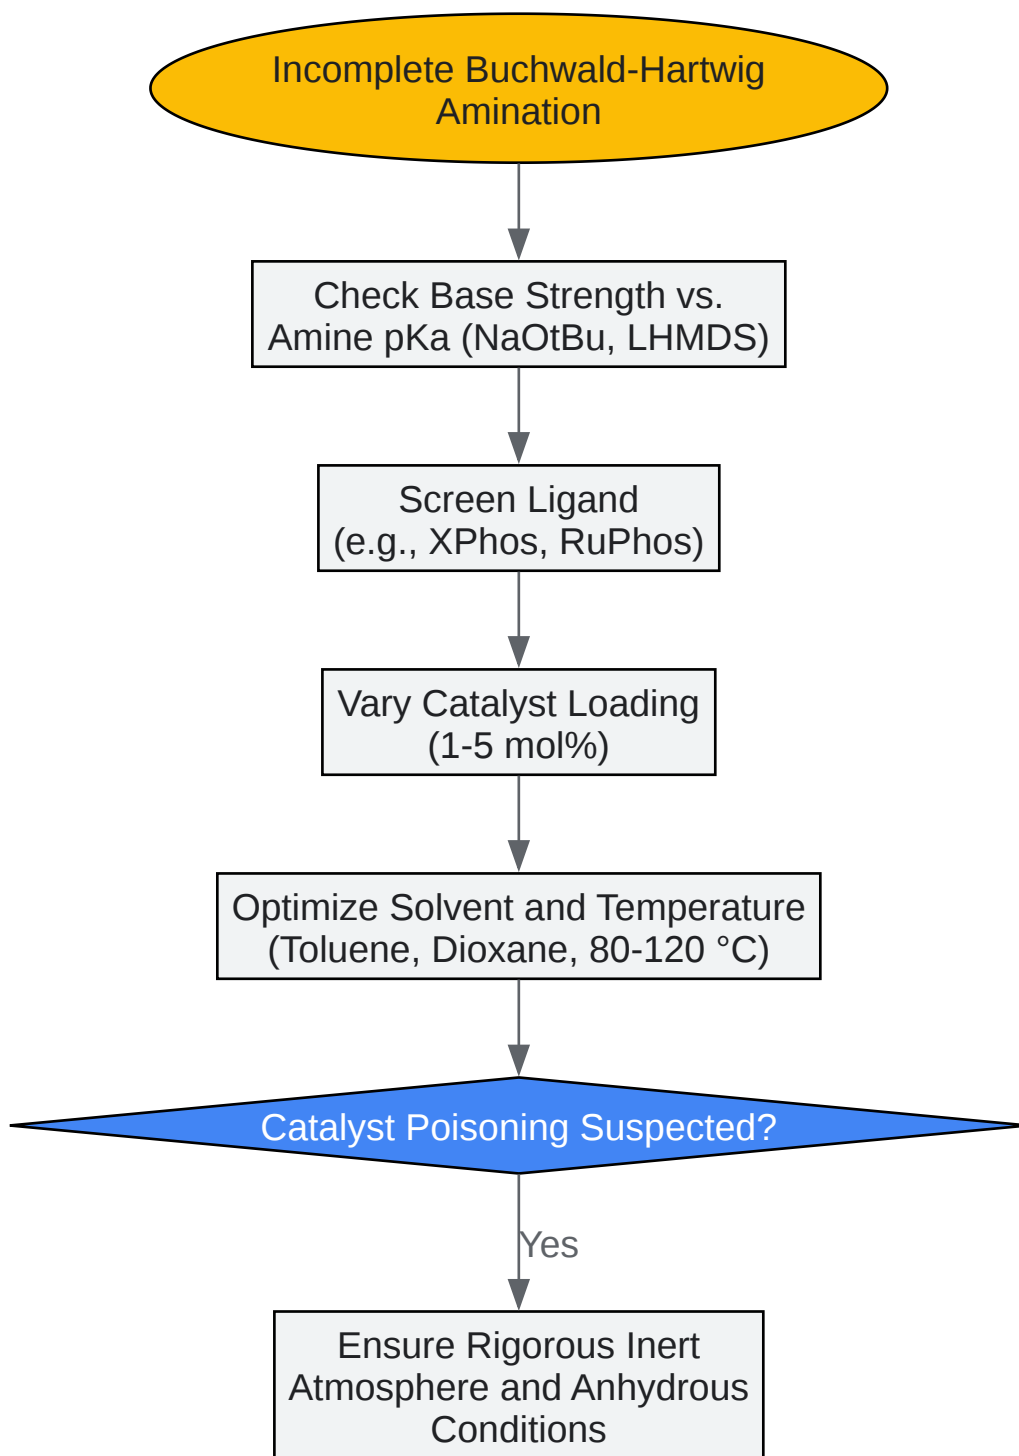 Incomplete Buchwald-Hartwig
Amination
Check Base Strength vs.
Amine pKa (NaOtBu, LHMDS)
Screen Ligand
(e.g., XPhos, RuPhos)
Vary Catalyst Loading
(1-5 mol%)
Optimize Solvent and Temperature
(Toluene, Dioxane, 80-120 °C)
Catalyst Poisoning Suspected?
Yes
Ensure Rigorous Inert
Atmosphere and Anhydrous
Conditions